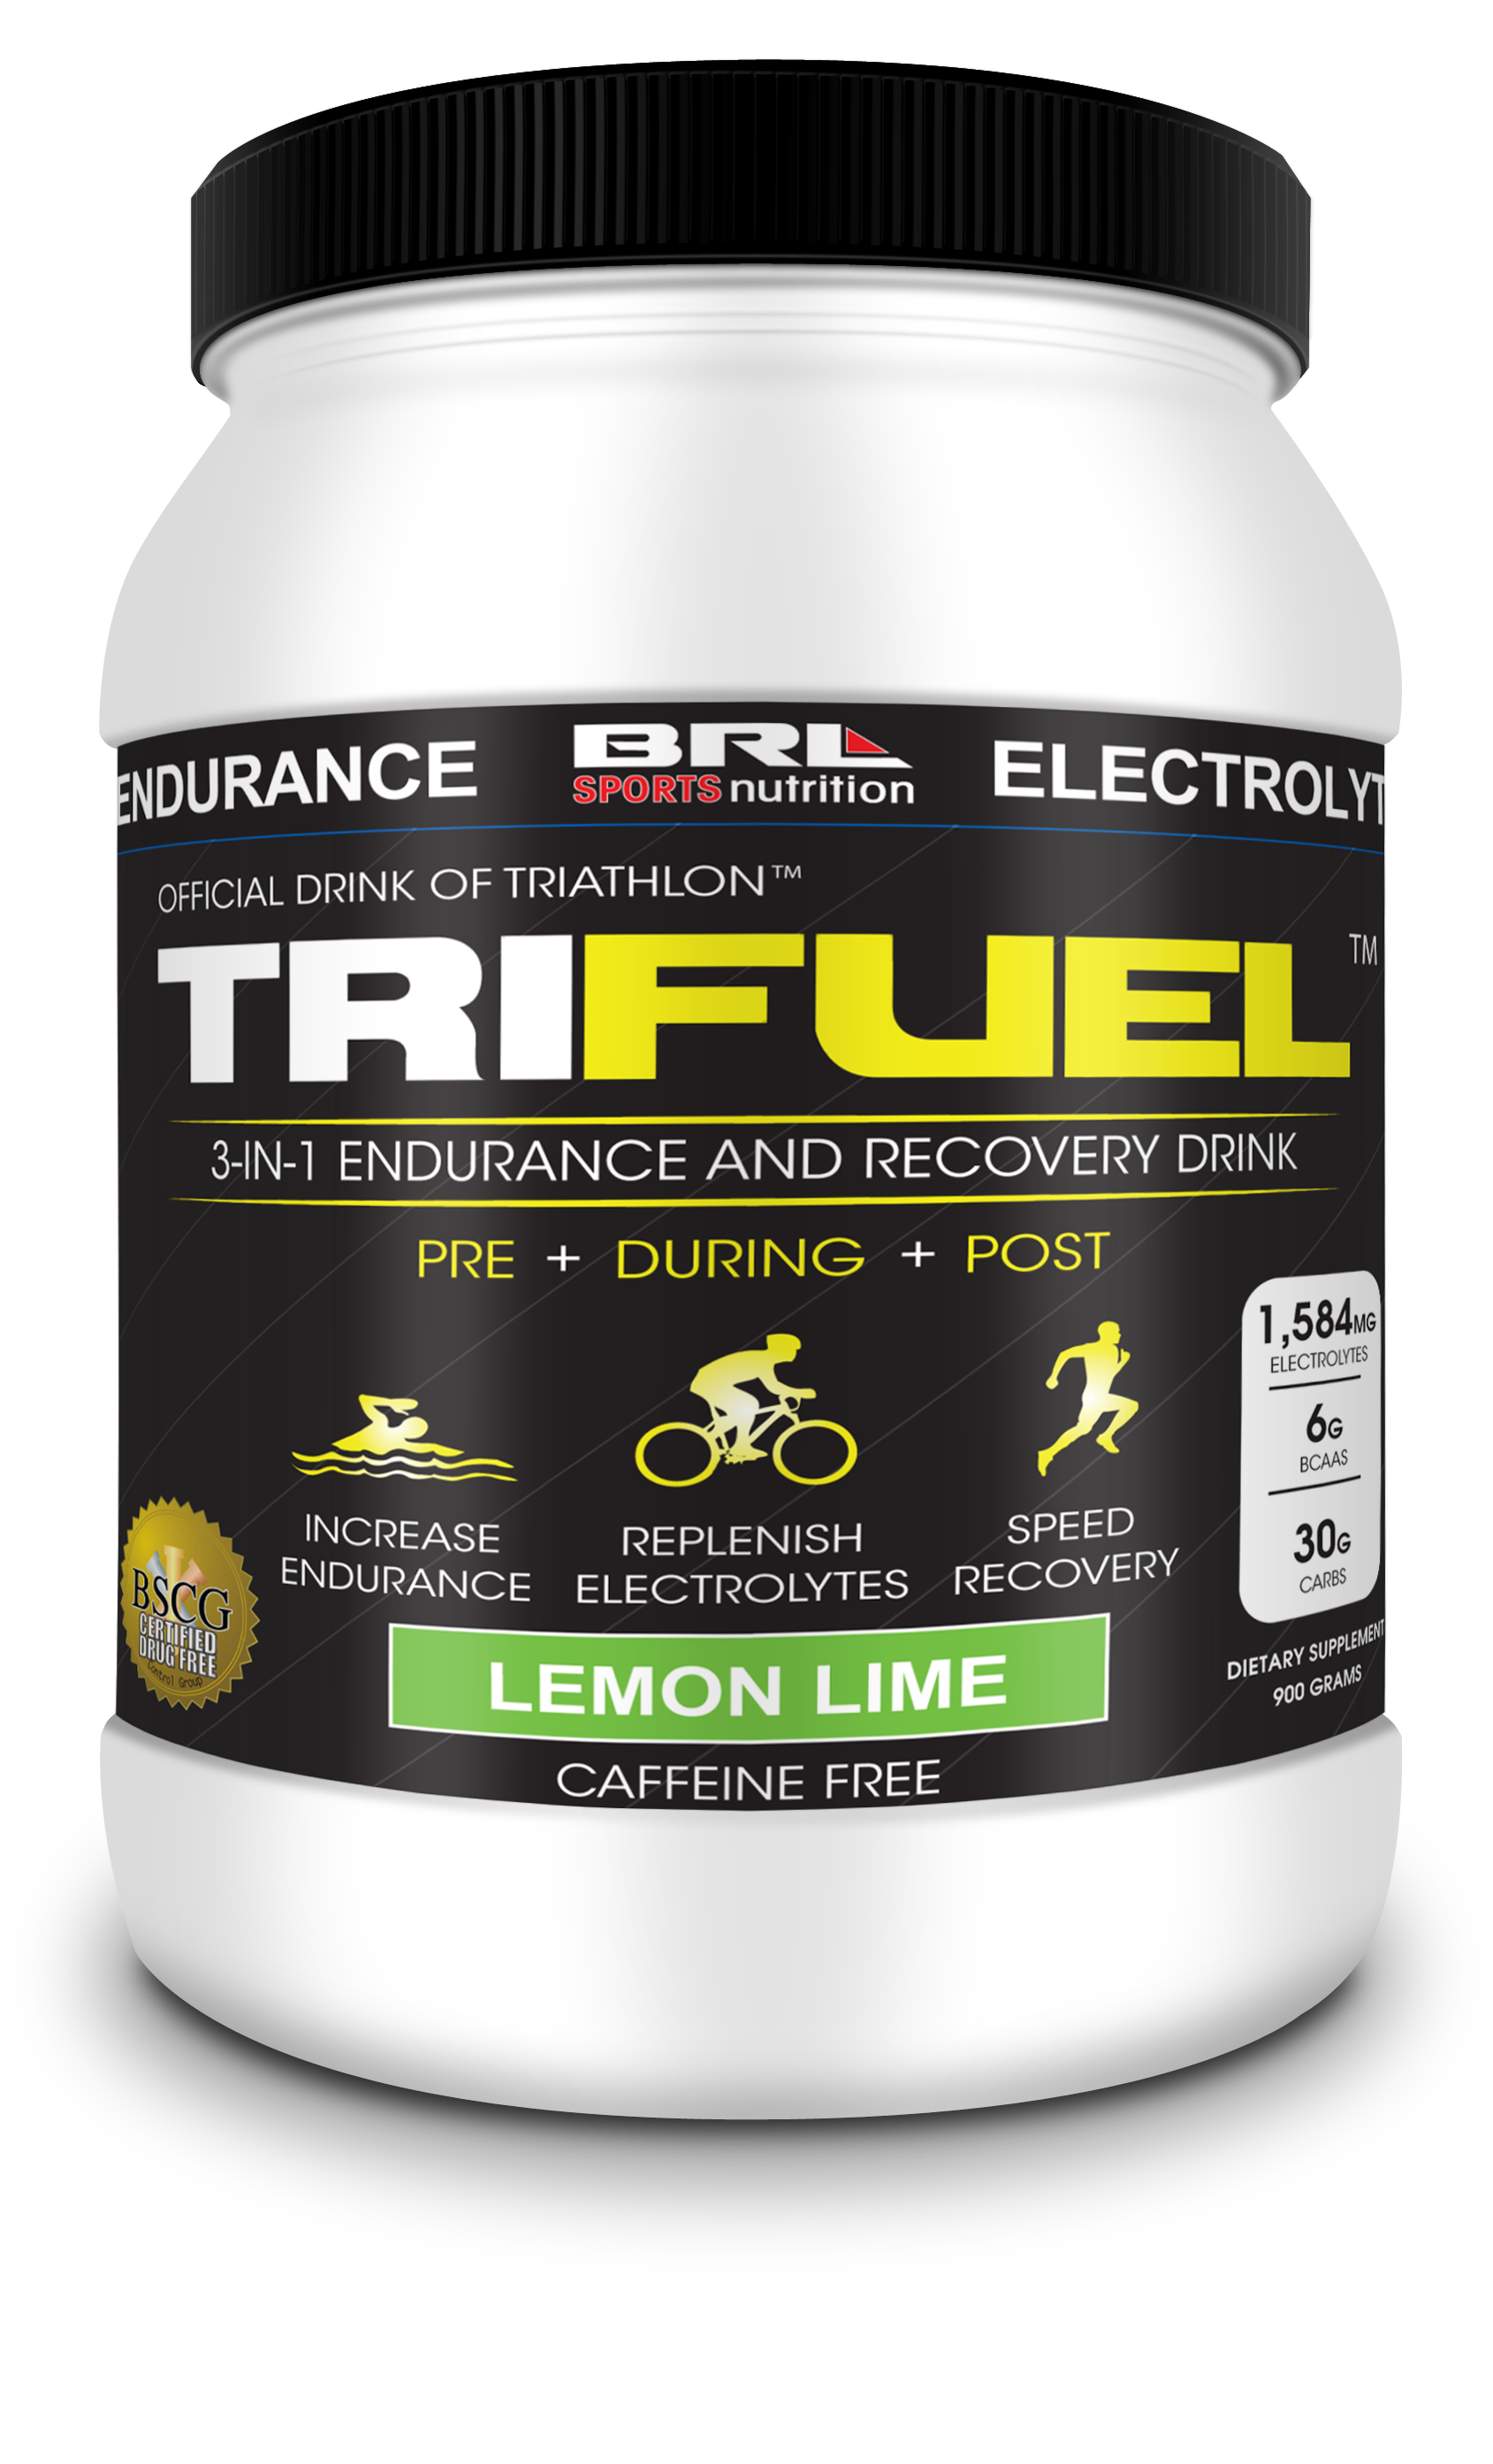 ENDURANCE
BRL
SPORTS nutrition
ELECTROLYT
OFFICIAL DRINK OF TRIATHLON™
TRIFUEL™
3-IN-1 ENDURANCE AND RECOVERY DRINK
PRE + DURING + POST
INCREASE
ENDURANCE
REPLENISH
ELECTROLYTES
SPEED
RECOVERY
1,584MG
ELECTROLYTES
6G
BCAAS
30G
CARBS
DIETARY SUPPLEMENT
900 GRAMS
BSCG
CERTIFIED
DRUG FREE
Control Group
LEMON LIME
CAFFEINE FREE